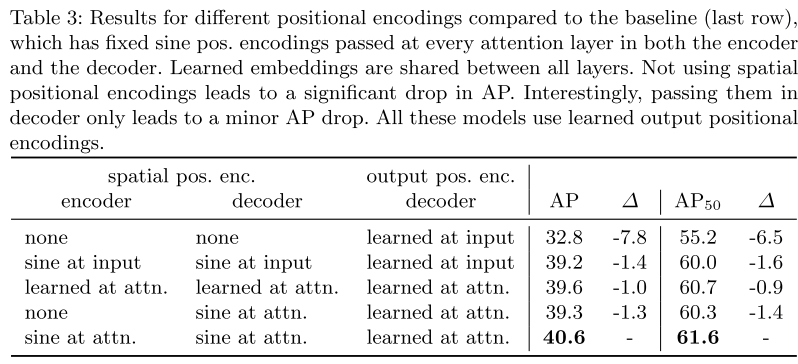 Table 3: Results for different positional encodings compared to the baseline (last row),
which has fixed sine pos. encodings passed at every attention layer in both the encoder
and the decoder. Learned embeddings are shared between all layers. Not using spatial
positional encodings leads to a significant drop in AP. Interestingly, passing them in
decoder only leads to a minor AP drop. All these models use learned output positional
encodings.
spatial pos. enc. output pos. enc.
encoder decoder decoder AP Δ AP50 Δ
none none learned at input 32.8 -7.8 55.2 -6.5
sine at input sine at input learned at input 39.2 -1.4 60.0 -1.6
learned at attn. learned at attn. learned at attn. 39.6 -1.0 60.7 -0.9
none sine at attn. learned at attn. 39.3 -1.3 60.3 -1.4
sine at attn. sine at attn. learned at attn. 40.6 - 61.6 -